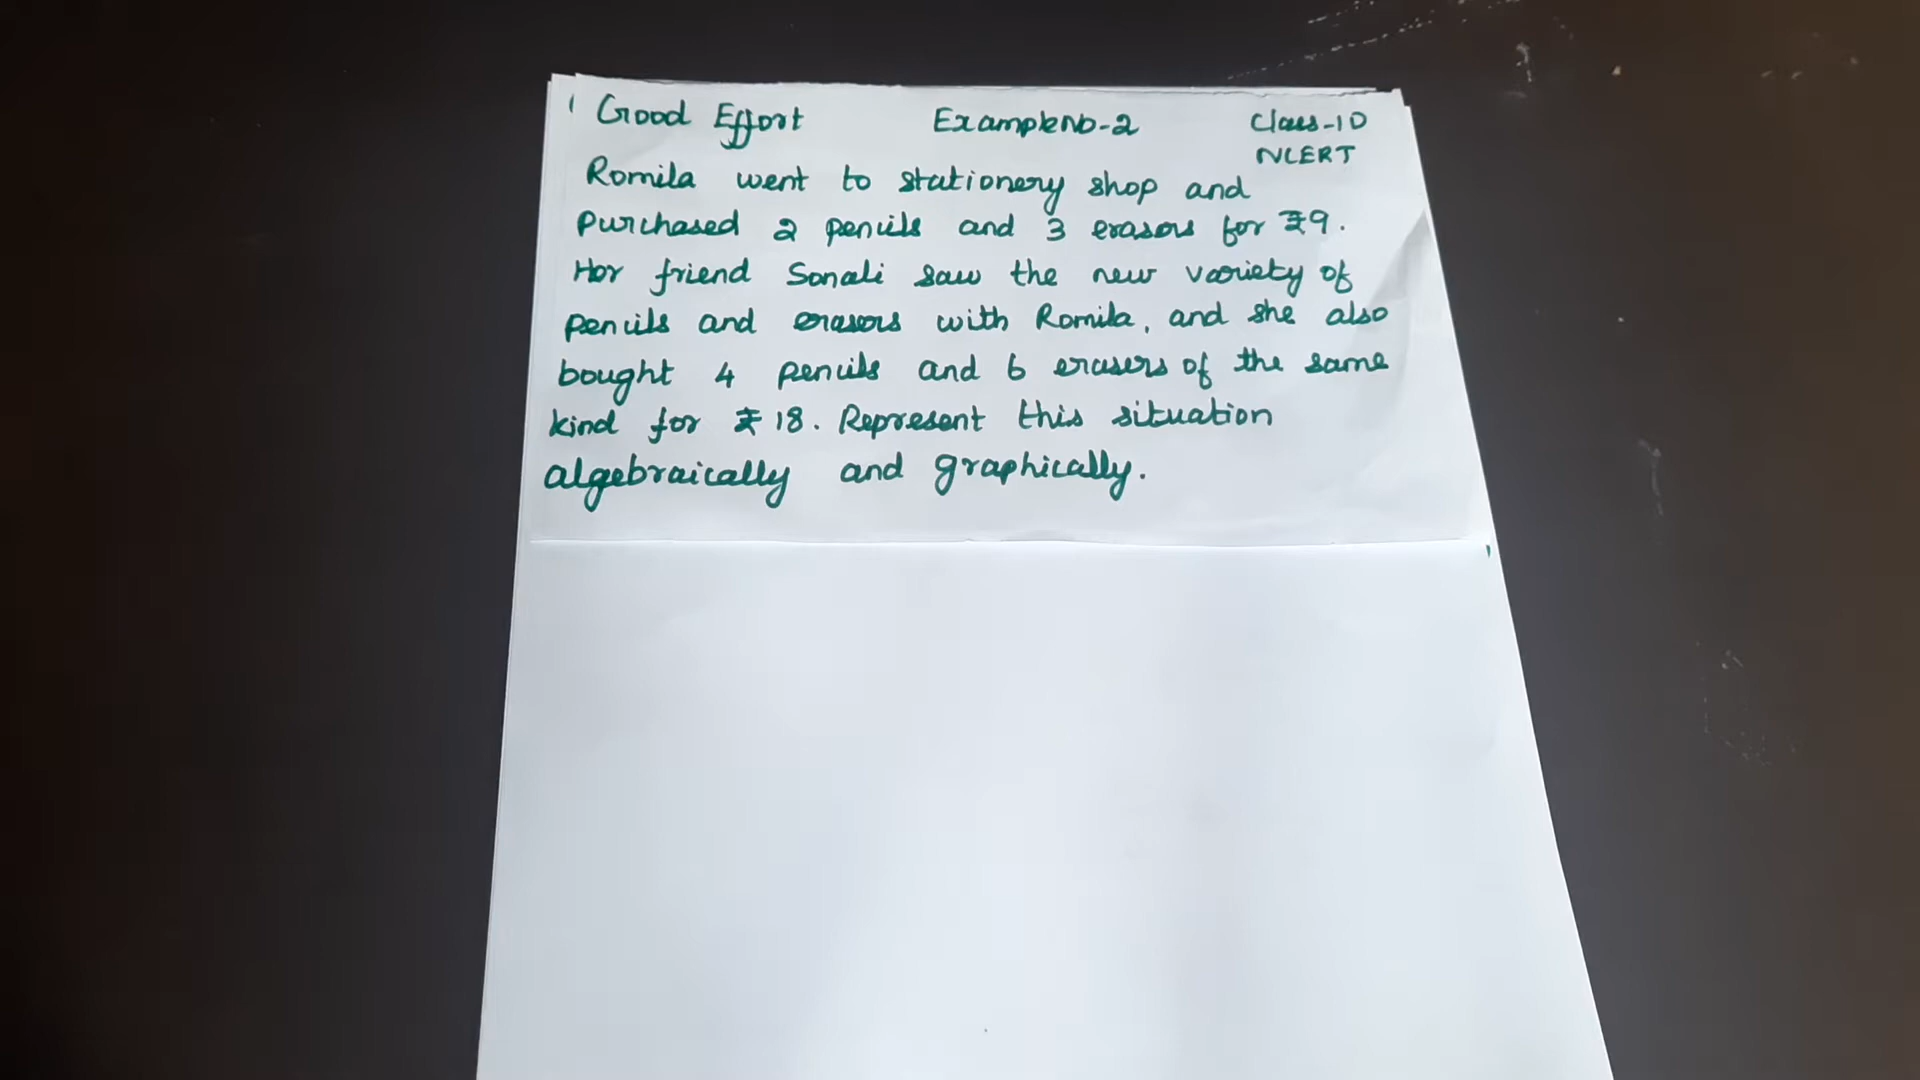 Good Effort Example No-2 Class-10
NCERT
Romila went to stationery shop and
purchased 2 pencils and 3 erasers for ₹9.
Her friend Sonali saw the new variety of
pencils and erasers with Romila, and she also
bought 4 pencils and 6 erasers of the same
kind for ₹18. Represent this situation
algebraically and graphically.